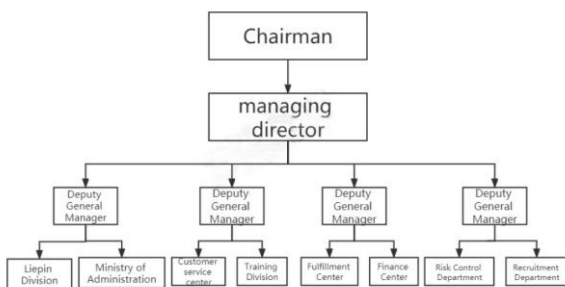 Chairman
managing
director
Deputy
General
Manager
Deputy
General
Manager
Deputy
General
Manager
Deputy
General
Manager
Liepin
Division
Ministry of
Administration
Customer
service
center
Training
Division
Fulfillment
Center
Finance
Center
Risk Control
Department
Recruitment
Department